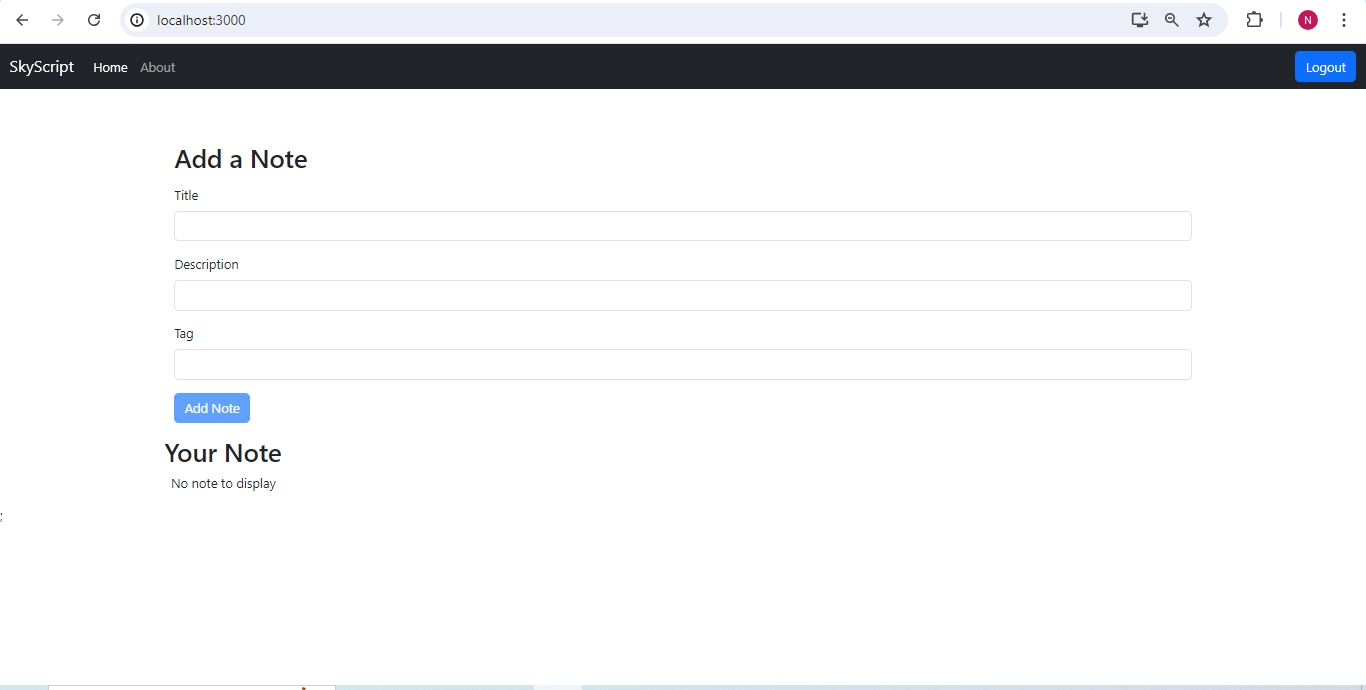 localhost:3000
N
SkyScript Home About Logout
Add a Note
Title
Description
Tag
Add Note
Your Note
No note to display
;